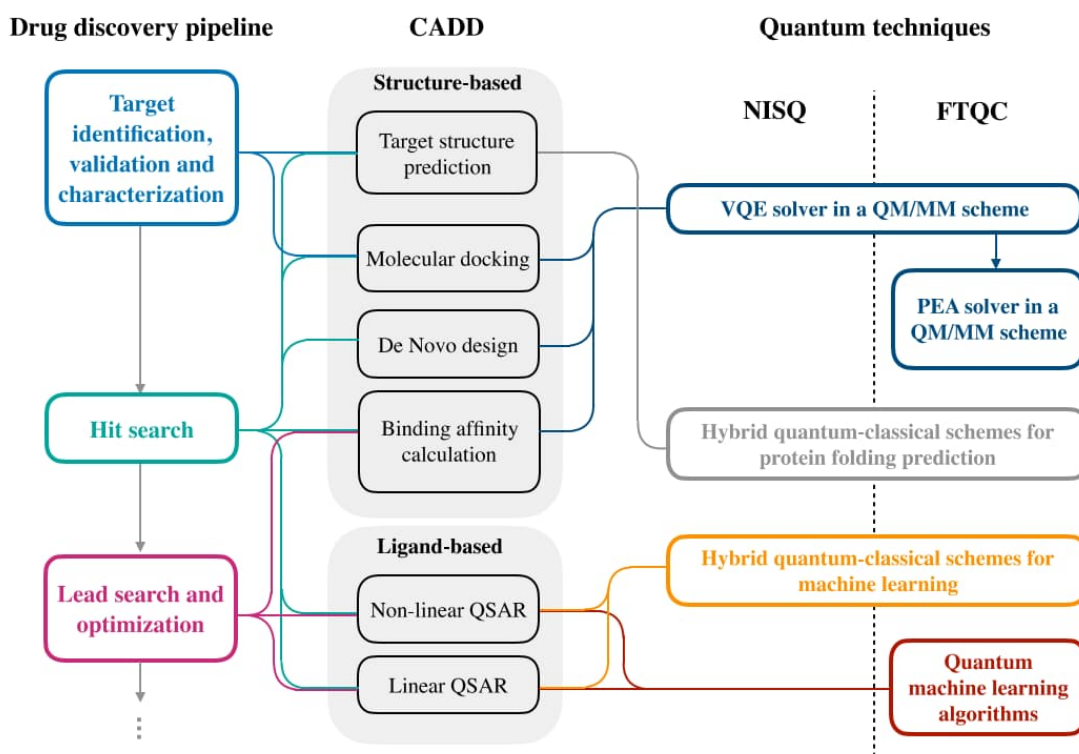 Drug discovery pipeline
CADD
Quantum techniques
Target
identification,
validation and
characterization
Hit search
Lead search and
optimization
...
Structure-based
Target structure
prediction
Molecular docking
De Novo design
Binding affinity
calculation
Ligand-based
Non-linear QSAR
Linear QSAR
NISQ
FTQC
VQE solver in a QM/MM scheme
PEA solver in a
QM/MM scheme
Hybrid quantum-classical schemes for
protein folding prediction
Hybrid quantum-classical schemes for
machine learning
Quantum
machine learning
algorithms